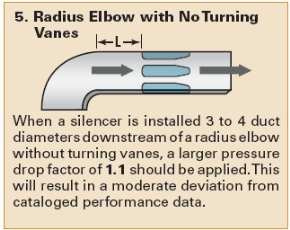 5. Radius Elbow with No Turning
Vanes
L
When a silencer is installed 3 to 4 duct
diameters downstream of a radius elbow
without turning vanes, a larger pressure
drop factor of 1.1 should be applied. This
will result in a moderate deviation from
cataloged performance data.